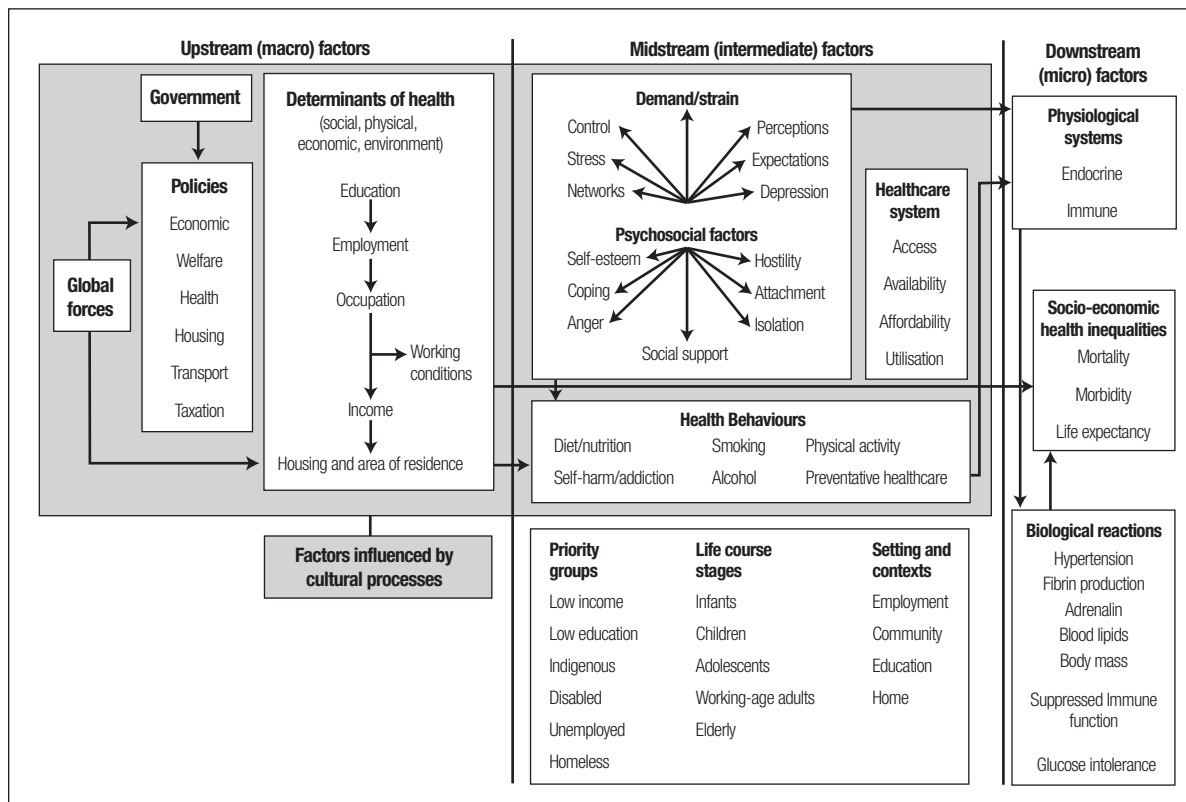 Upstream (macro) factors
Midstream (intermediate) factors
Downstream
(micro) factors
Government
Policies
Economic
Welfare
Health
Housing
Transport
Taxation
Global
forces
Determinants of health
(social, physical,
economic, environment)
Education
Employment
Occupation
Working
conditions
Income
Housing and area of residence
Factors influenced by
cultural processes
Demand/strain
Control
Perceptions
Stress
Expectations
Networks
Depression
Psychosocial factors
Self-esteem
Hostility
Coping
Attachment
Anger
Isolation
Social support
Healthcare
system
Access
Availability
Affordability
Utilisation
Health Behaviours
Diet/nutrition
Smoking
Physical activity
Self-harm/addiction
Alcohol
Preventative healthcare
Priority
groups
Low income
Low education
Indigenous
Disabled
Unemployed
Homeless
Life course
stages
Infants
Children
Adolescents
Working-age adults
Elderly
Setting and
contexts
Employment
Community
Education
Home
Physiological
systems
Endocrine
Immune
Socio-economic
health inequalities
Mortality
Morbidity
Life expectancy
Biological reactions
Hypertension
Fibrin production
Adrenalin
Blood lipids
Body mass
Suppressed Immune
function
Glucose intolerance